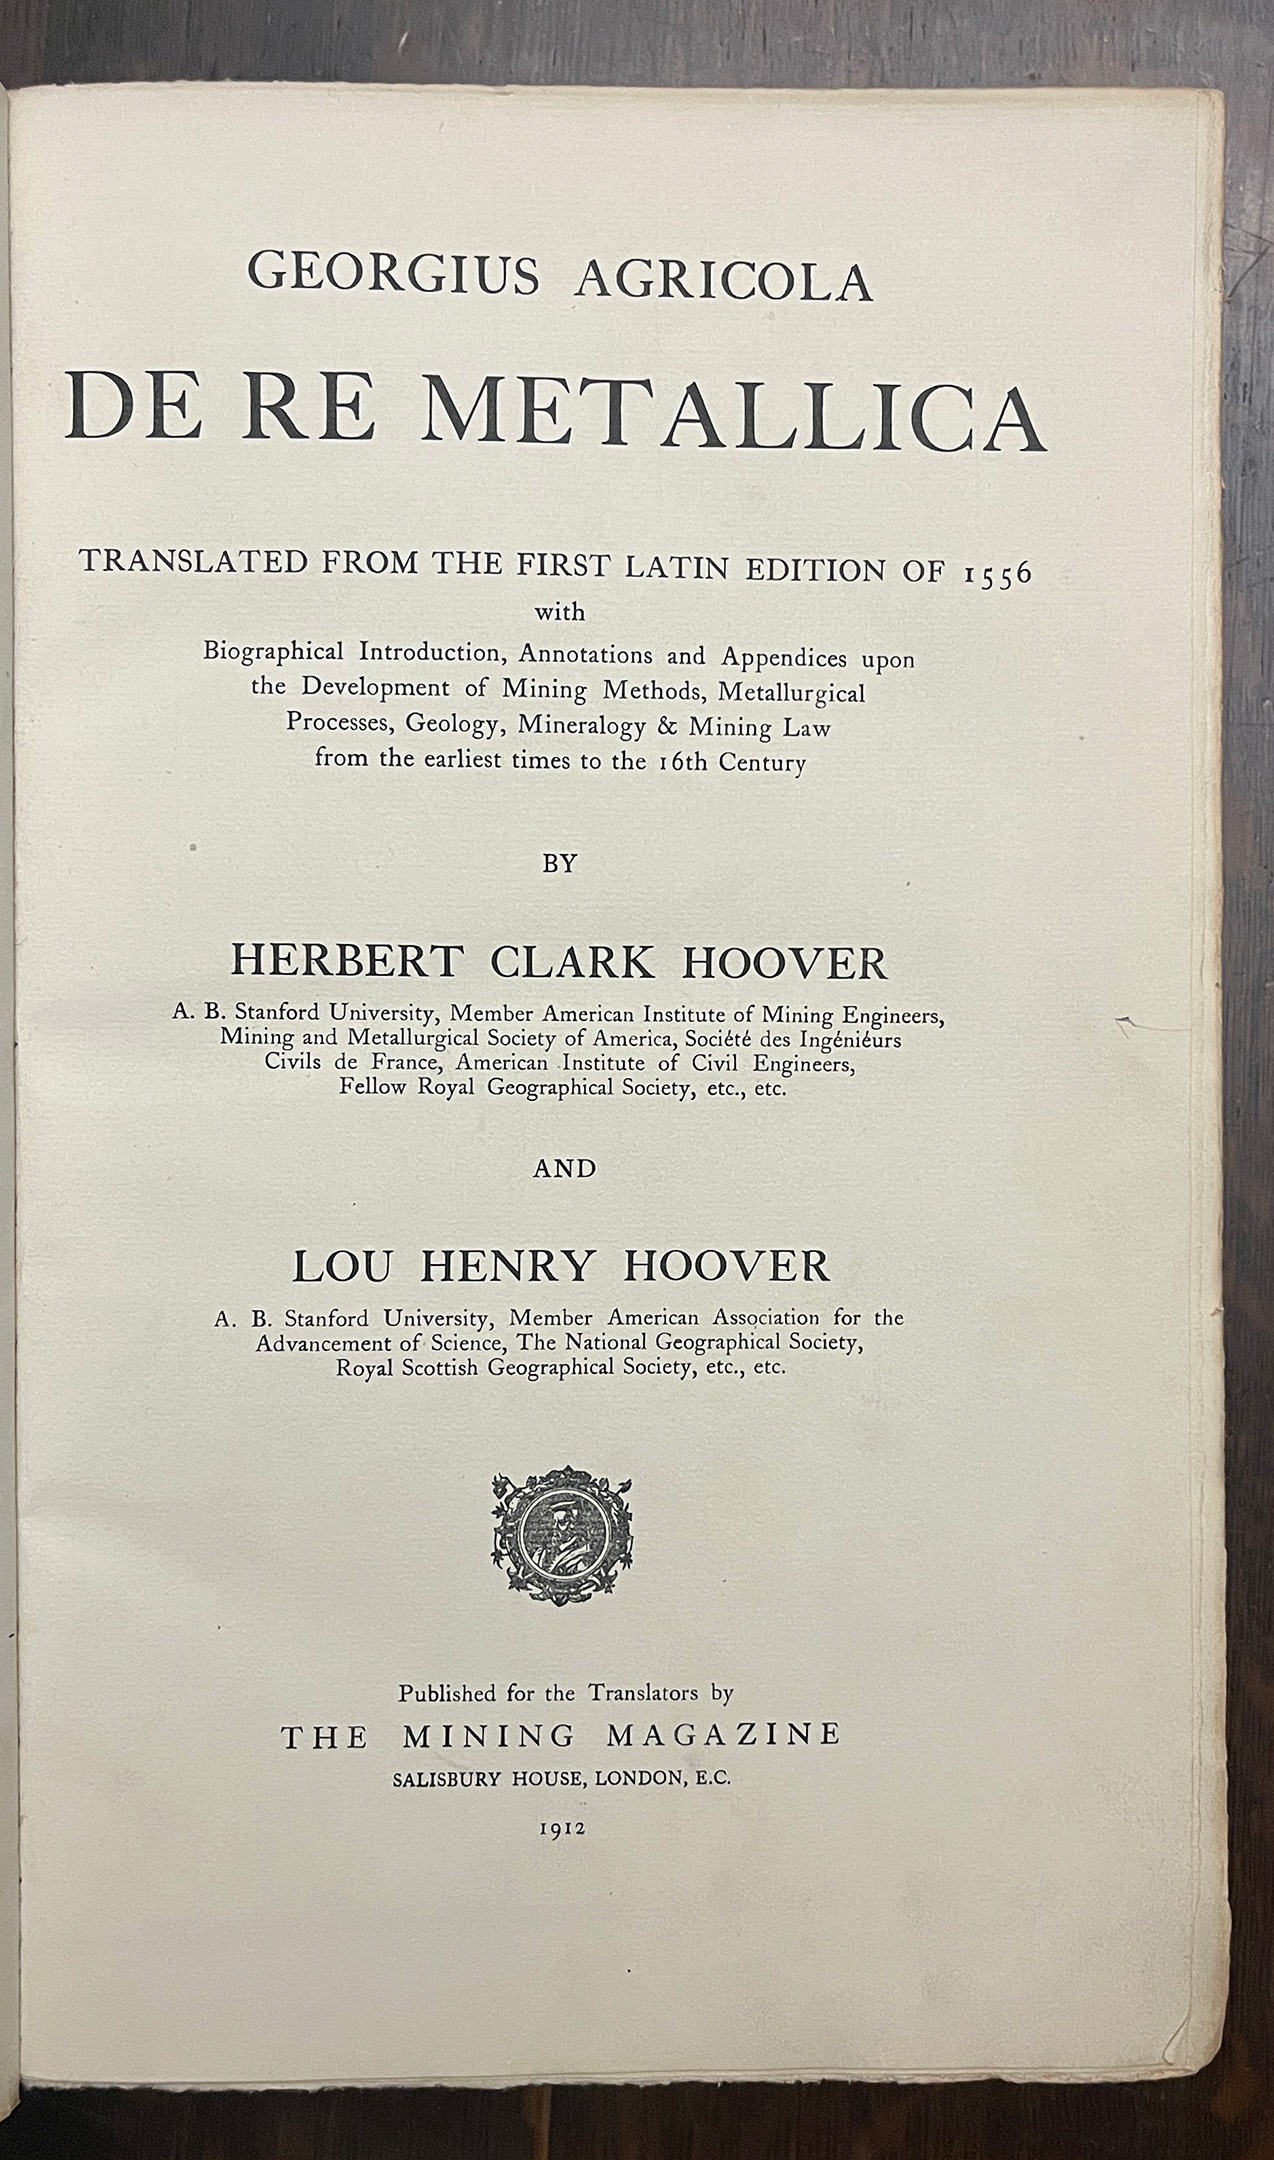 GEORGIUS AGRICOLA
DE RE METALLICA
TRANSLATED FROM THE FIRST LATIN EDITION OF 1556
with
Biographical Introduction, Annotations and Appendices upon
the Development of Mining Methods, Metallurgical
Processes, Geology, Mineralogy & Mining Law
from the earliest times to the 16th Century
BY
HERBERT CLARK HOOVER
A. B. Stanford University, Member American Institute of Mining Engineers,
Mining and Metallurgical Society of America, Société des Ingéniéurs
Civils de France, American Institute of Civil Engineers,
Fellow Royal Geographical Society, etc., etc.
AND
LOU HENRY HOOVER
A. B. Stanford University, Member American Association for the
Advancement of Science, The National Geographical Society,
Royal Scottish Geographical Society, etc., etc.
Published for the Translators by
THE MINING MAGAZINE
SALISBURY HOUSE, LONDON, E.C.
1912